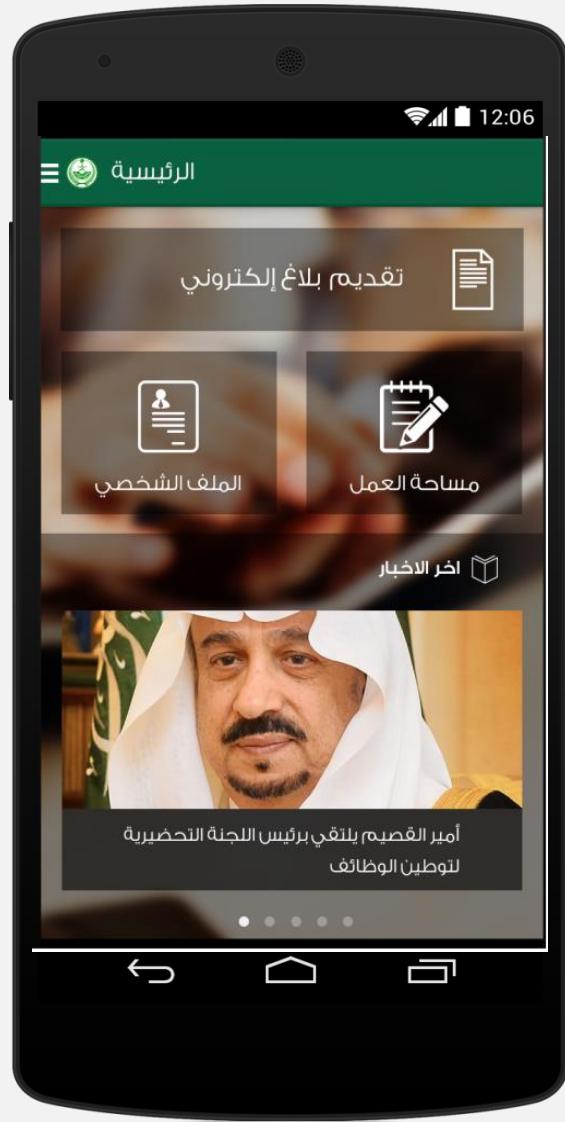 12:06
الرئيسية
تقديم بلاغ إلكتروني
مساحة العمل
الملف الشخصي
اخر الاخبار
أمير القصيم يلتقي برئيس اللجنة التحضيرية
لتوطين الوظائف